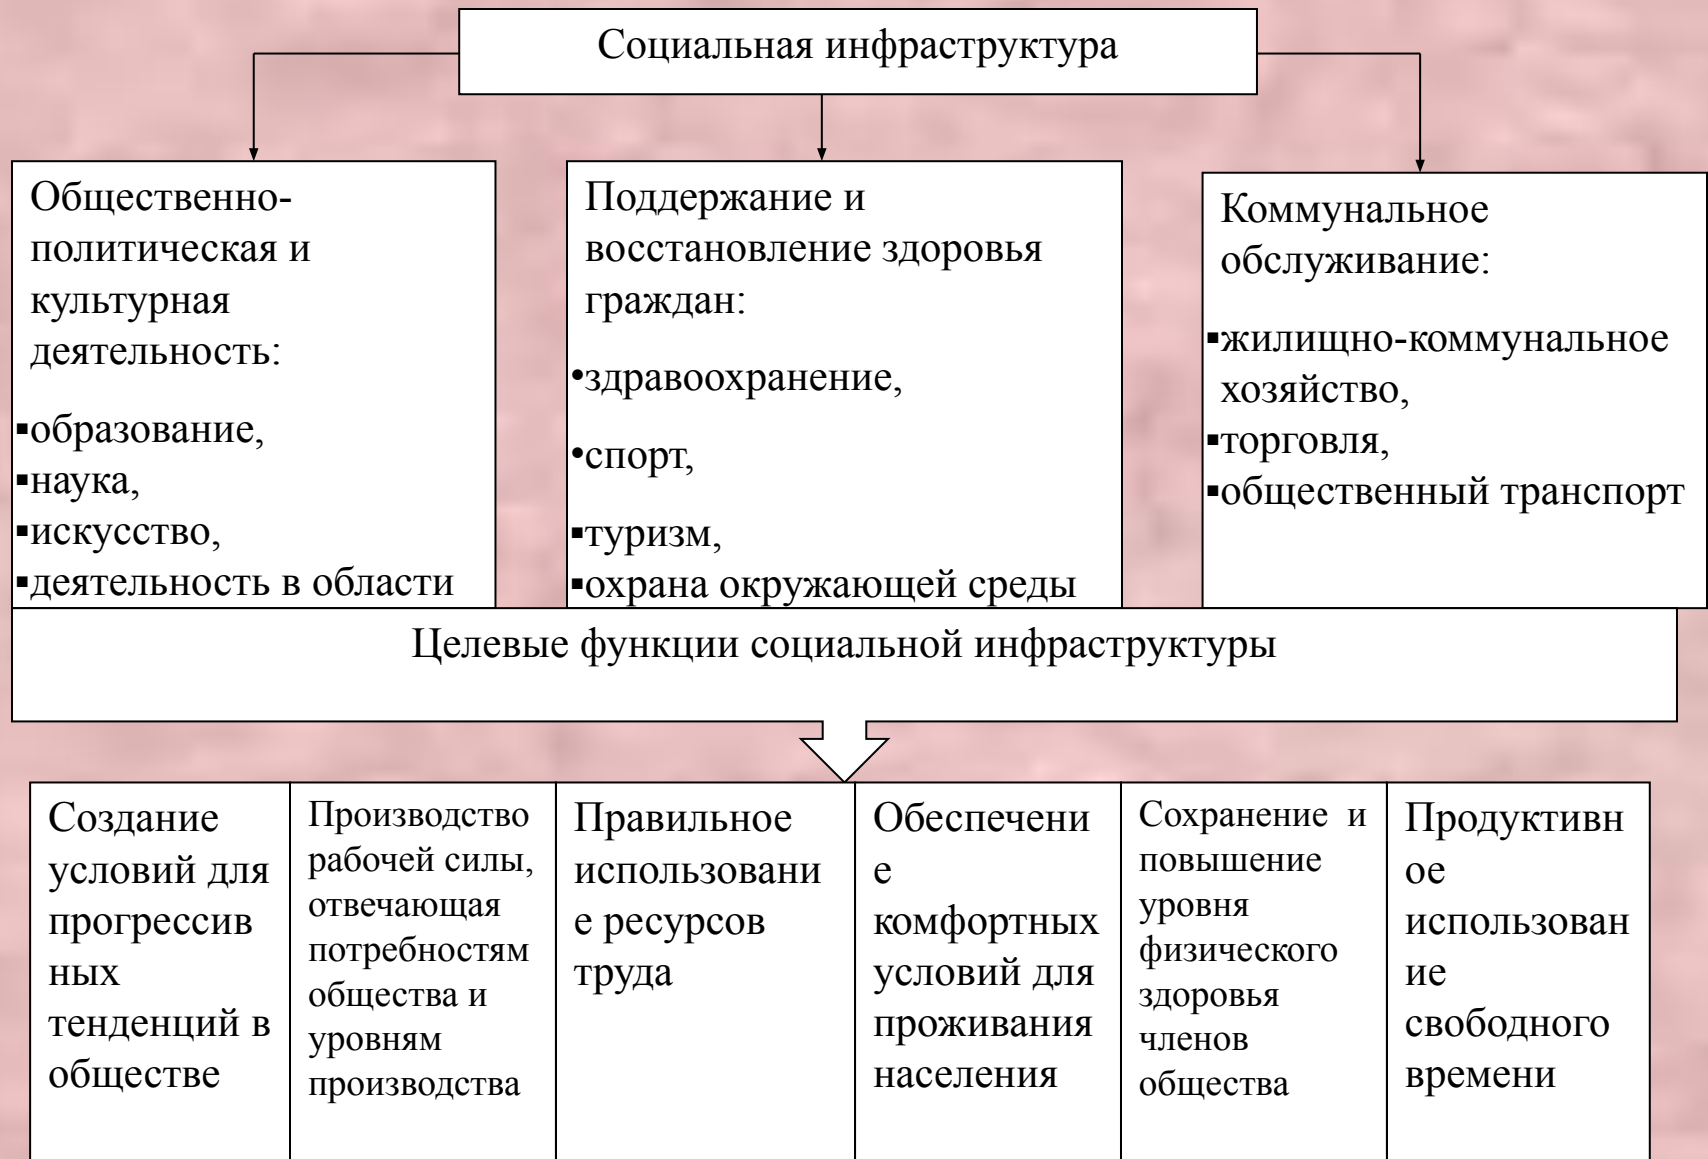 Социальная инфраструктура
Общественно-
политическая и
культурная
деятельность:
▪образование,
▪наука,
▪искусство,
▪деятельность в области
Поддержание и
восстановление здоровья
граждан:
•здравоохранение,
•спорт,
▪туризм,
▪охрана окружающей среды
Коммунальное
обслуживание:
▪жилищно-коммунальное
хозяйство,
▪торговля,
▪общественный транспорт
Целевые функции социальной инфраструктуры
Создание
условий для
прогрессив
ных
тенденций в
обществе
Производство
рабочей силы,
отвечающая
потребностям
общества и
уровням
производства
Правильное
использовани
е ресурсов
труда
Обеспечени
е
комфортных
условий для
проживания
населения
Сохранение и
повышение
уровня
физического
здоровья
членов
общества
Продуктивн
ое
использован
ие
свободного
времени